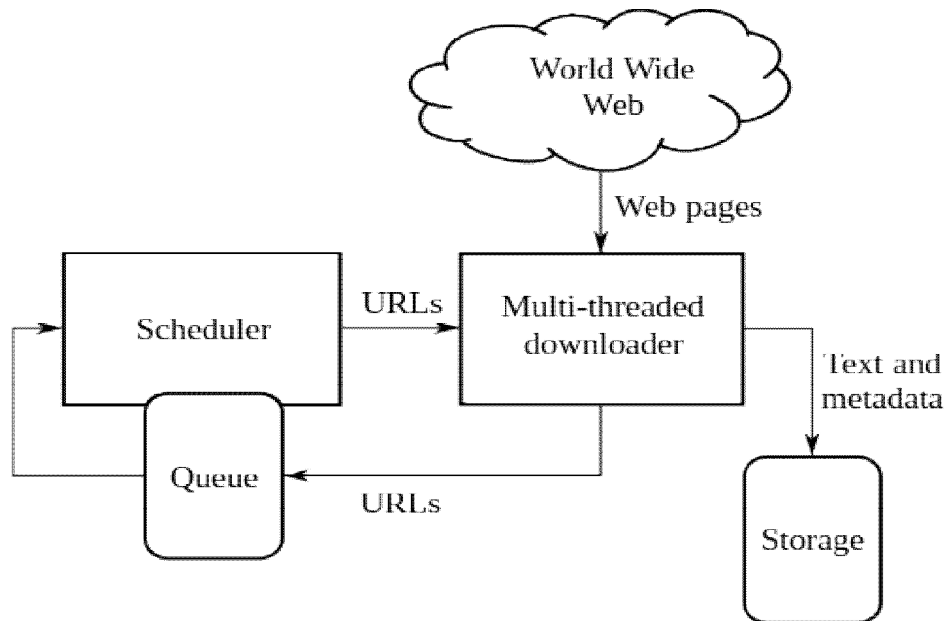 World Wide
Web
Web pages
Scheduler
URLs
Multi-threaded
downloader
Text and
metadata
Queue
URLs
Storage